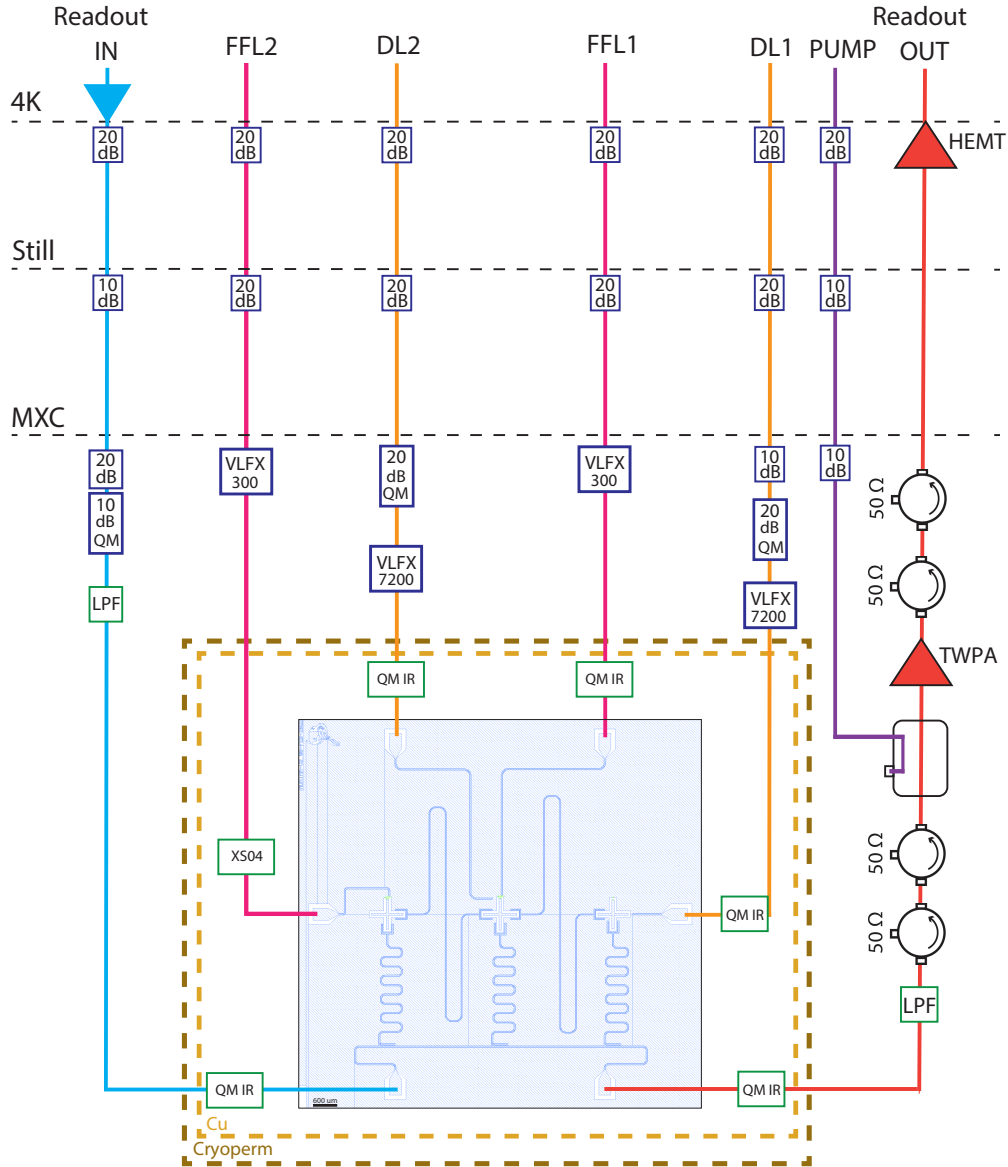 Readout
IN
FFL2
DL2
FFL1
DL1
PUMP
Readout
OUT
4K
20
dB
20
dB
20
dB
20
dB
20
dB
20
dB
HEMT
Still
10
dB
20
dB
20
dB
20
dB
20
dB
10
dB
MXC
20
dB
10
dB
QM
LPF
VLFX
300
20
dB
QM
VLFX
7200
VLFX
300
10
dB
20
dB
QM
VLFX
7200
10
dB
50 Ω
50 Ω
TWPA
QM IR
QM IR
XS04
QM IR
50 Ω
50 Ω
LPF
QM IR
QM IR
600 um
Cu
Cryoperm